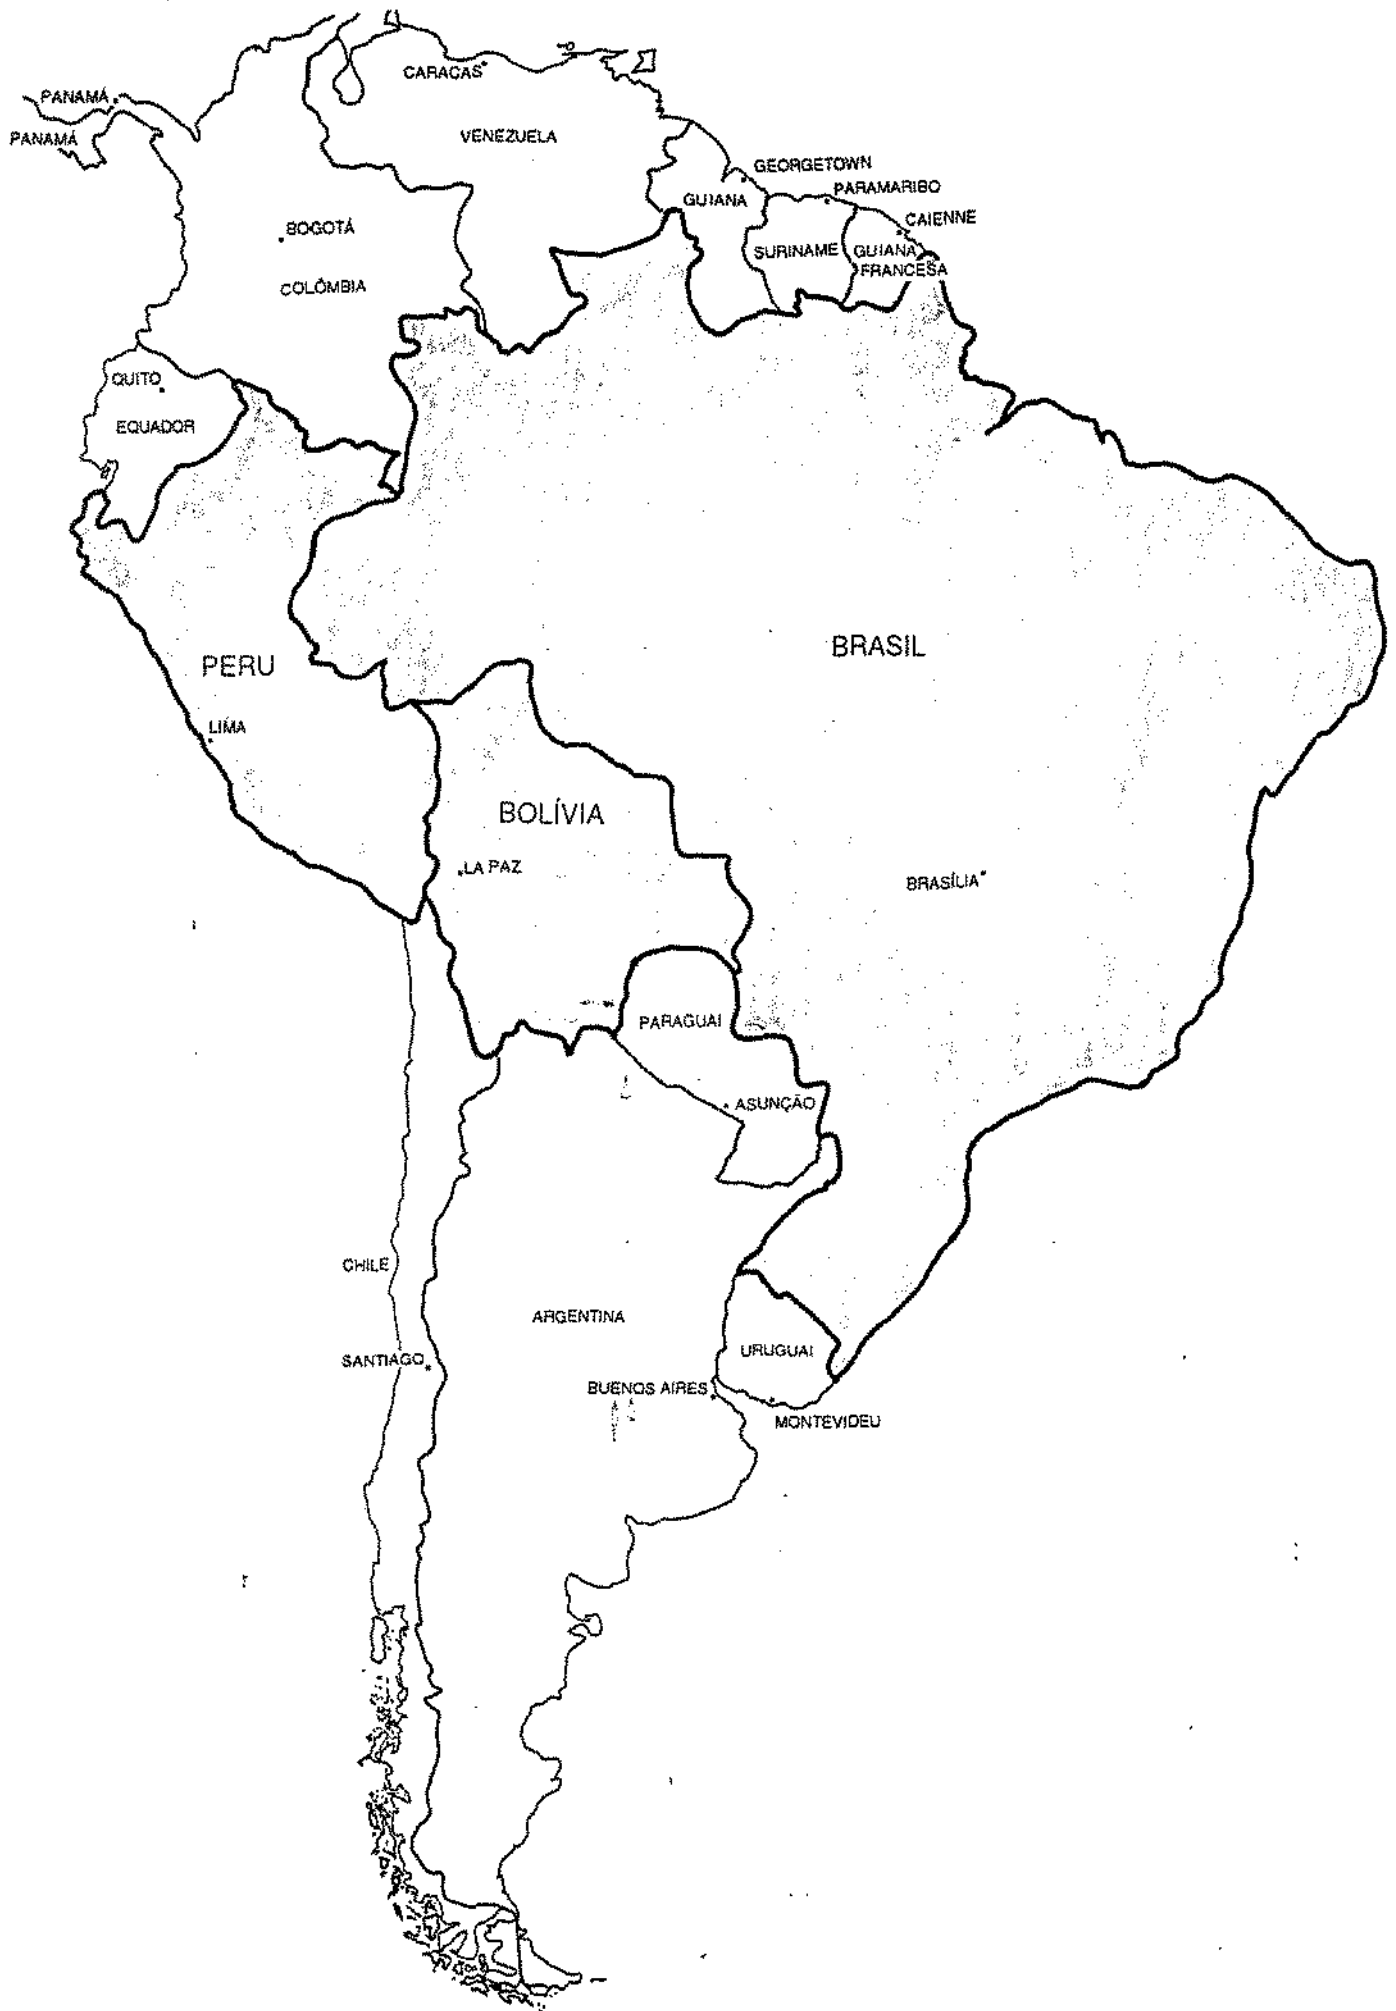 CARACAS
PANAMÁ
PANAMÁ
VENEZUELA
GEORGETOWN
PARAMARIBO
GUIANA
CAIENNE
BOGOTÁ
SURINAME
GUIANA
FRANCESA
COLÔMBIA
QUITO
EQUADOR
BRASIL
PERU
LIMA
BOLÍVIA
LA PAZ
BRASÍLIA
PARAGUAI
ASUNÇÃO
CHILE
ARGENTINA
URUGUAI
SANTIAGO
BUENOS AIRES
MONTEVIDEU